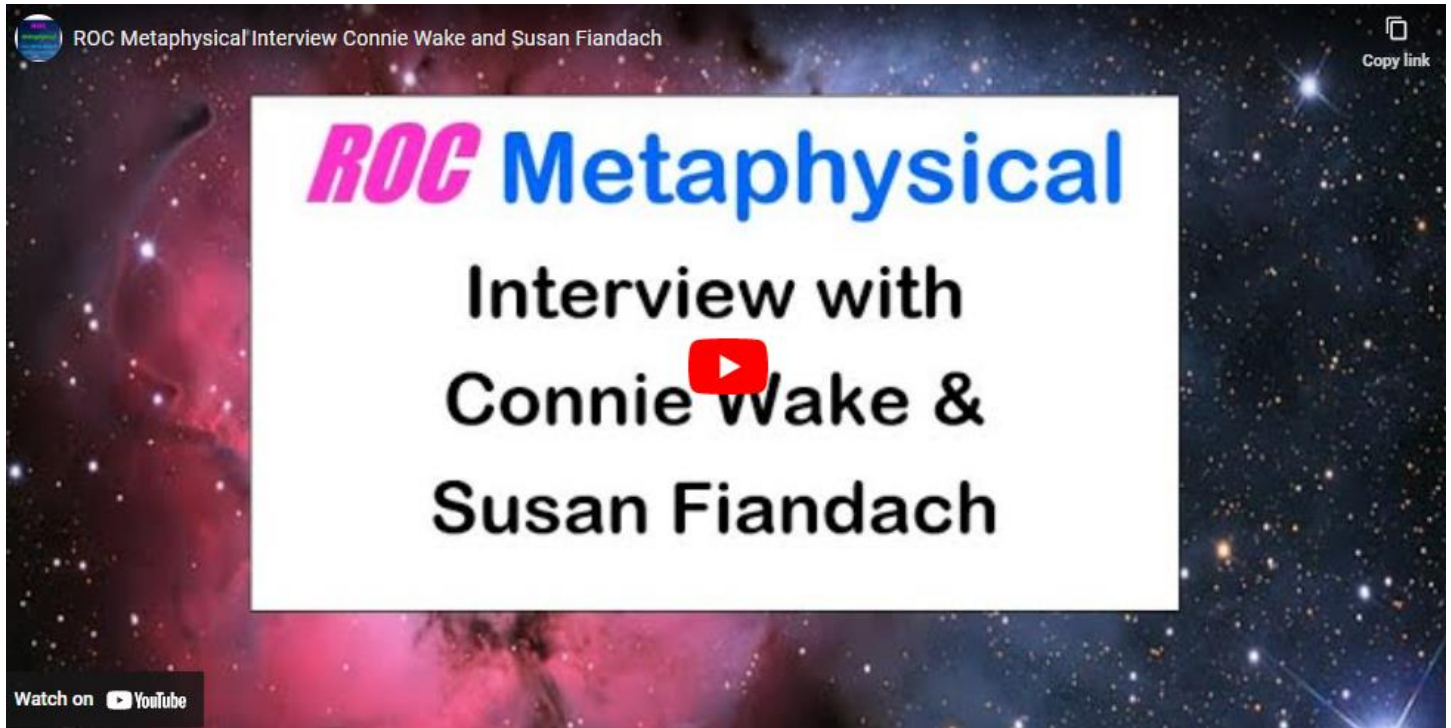 ROC Metaphysical Interview Connie Wake and Susan Fiandach
Copy link
ROC Metaphysical
Interview with
Connie Wake &
Susan Fiandach
Watch on YouTube